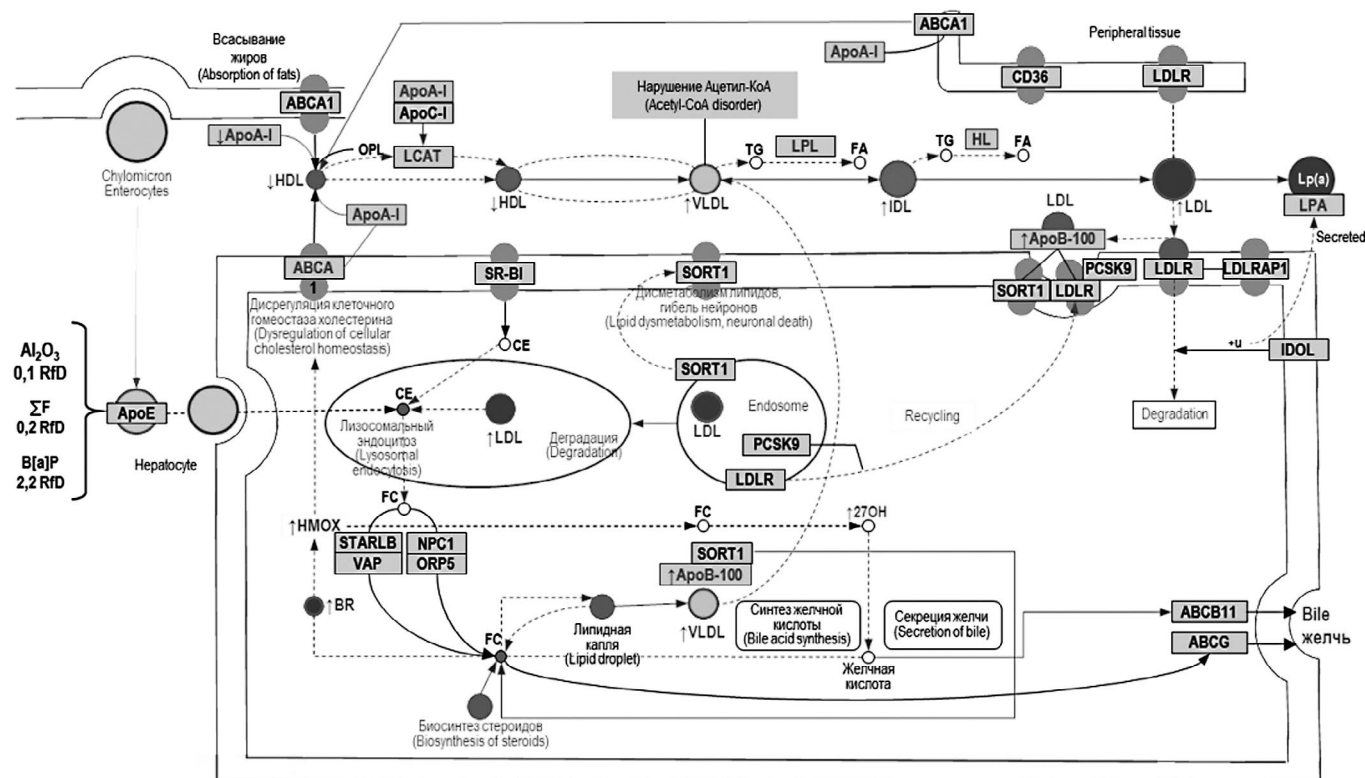 ABCA1
Peripheral tissue
Всасывание
жиров
(Absorption of fats)
ApoA-I
CD36
LDLR
ABCA1
ApoA-I
ApoC-I
Нарушение Ацетил-КоА
(Acetyl-CoA disorder)
↓ApoA-I
OPL
LCAT
TG
LPL
FA
TG
HL
FA
Chylomicron
Enterocytes
↓HDL
↓HDL
↑VLDL
↑IDL
↑LDL
Lp(a)
LPA
Secreted
ApoA-I
LDL
↑ApoB-100
ABCA
1
SR-BI
SORT1
SORT1
LDLR
PCSK9
LDLR
LDLRAP1
Дисрегуляция клеточного
гомеостаза холестерина
(Dysregulation of cellular
cholesterol homeostasis)
Дисметаболизм липидов,
гибель нейронов
(Lipid dysmetabolism, neuronal death)
CE
+u
IDOL
Al₂O₃
0,1 RfD
∑F
0,2 RfD
B[a]P
2,2 RfD
ApoE
Hepatocyte
CE
Лизосомальный
эндоцитоз
(Lysosomal
endocytosis)
↑LDL
Деградация
(Degradation)
SORT1
LDL
Endosome
PCSK9
LDLR
Recycling
Degradation
FC
↑HMOX
FC
↑27OH
STARLB
VAP
NPC1
ORP5
SORT1
↑ApoB-100
↑BR
↑VLDL
Липидная
капля
(Lipid droplet)
FC
Синтез желчной
кислоты
(Bile acid synthesis)
Секреция желчи
(Secretion of bile)
Желчная
кислота
ABCB11
ABCG
Bile
желчь
Биосинтез стероидов
(Biosynthesis of steroids)